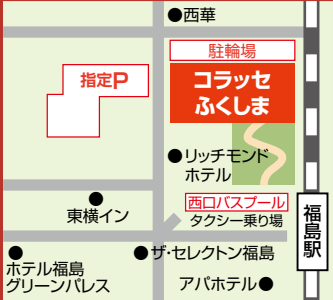 ●西華
駐輪場
指定P
コラッセ
ふくしま
●リッチモンド
ホテル
西口バスプール
タクシー乗り場
●
東横イン
福島駅
●ザ・セレクトン福島
●
ホテル福島
グリーンパレス
アパホテル●